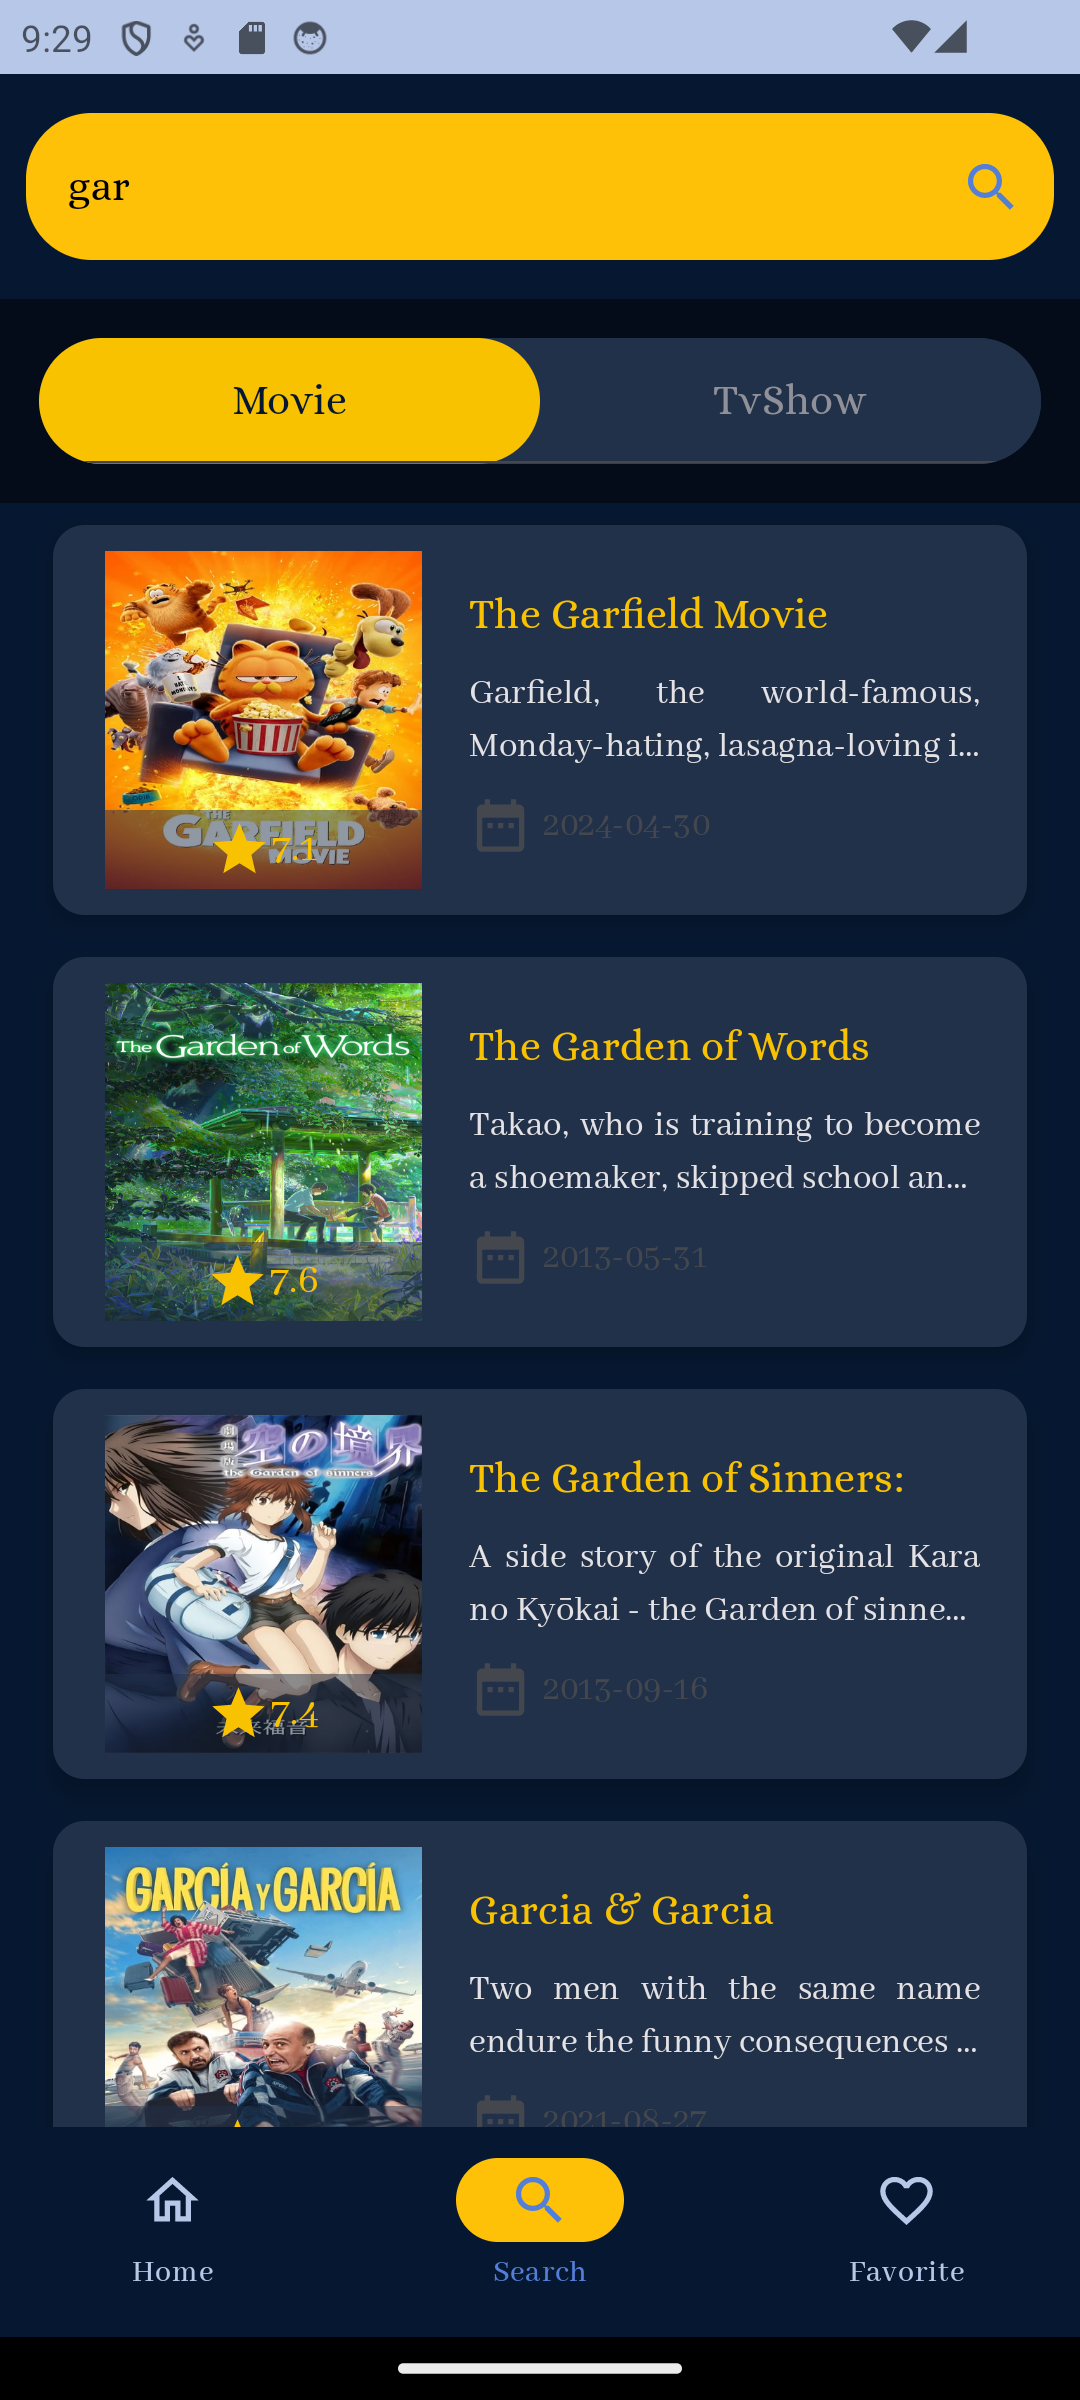 9:29
gar
Movie
TvShow
I HATE MONDAYS
THE
GARFIELD
MOVIE
7.1
The Garfield Movie
Garfield, the world-famous,
Monday-hating, lasagna-loving i...
2024-04-30
The Garden of Words
7.6
The Garden of Words
Takao, who is training to become
a shoemaker, skipped school an...
2013-05-31
劇場版
空の境界
the Garden of sinners
未来福音
7.4
The Garden of Sinners:
A side story of the original Kara
no Kyōkai - the Garden of sinne...
2013-09-16
GARCÍA Y GARCÍA
Garcia & Garcia
Two men with the same name
endure the funny consequences ...
2021-08-27
Home
Search
Favorite